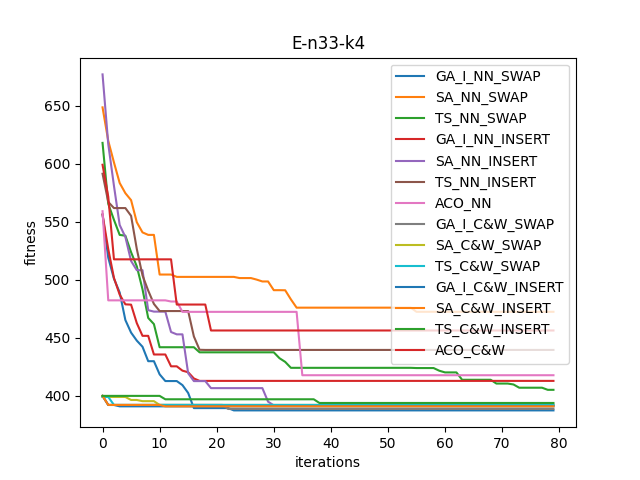 E-n33-k4
fitness
650
600
550
500
450
400
0 10 20 30 40 50 60 70 80
iterations
GA_I_NN_SWAP
SA_NN_SWAP
TS_NN_SWAP
GA_I_NN_INSERT
SA_NN_INSERT
TS_NN_INSERT
ACO_NN
GA_I_C&W_SWAP
SA_C&W_SWAP
TS_C&W_SWAP
GA_I_C&W_INSERT
SA_C&W_INSERT
TS_C&W_INSERT
ACO_C&W